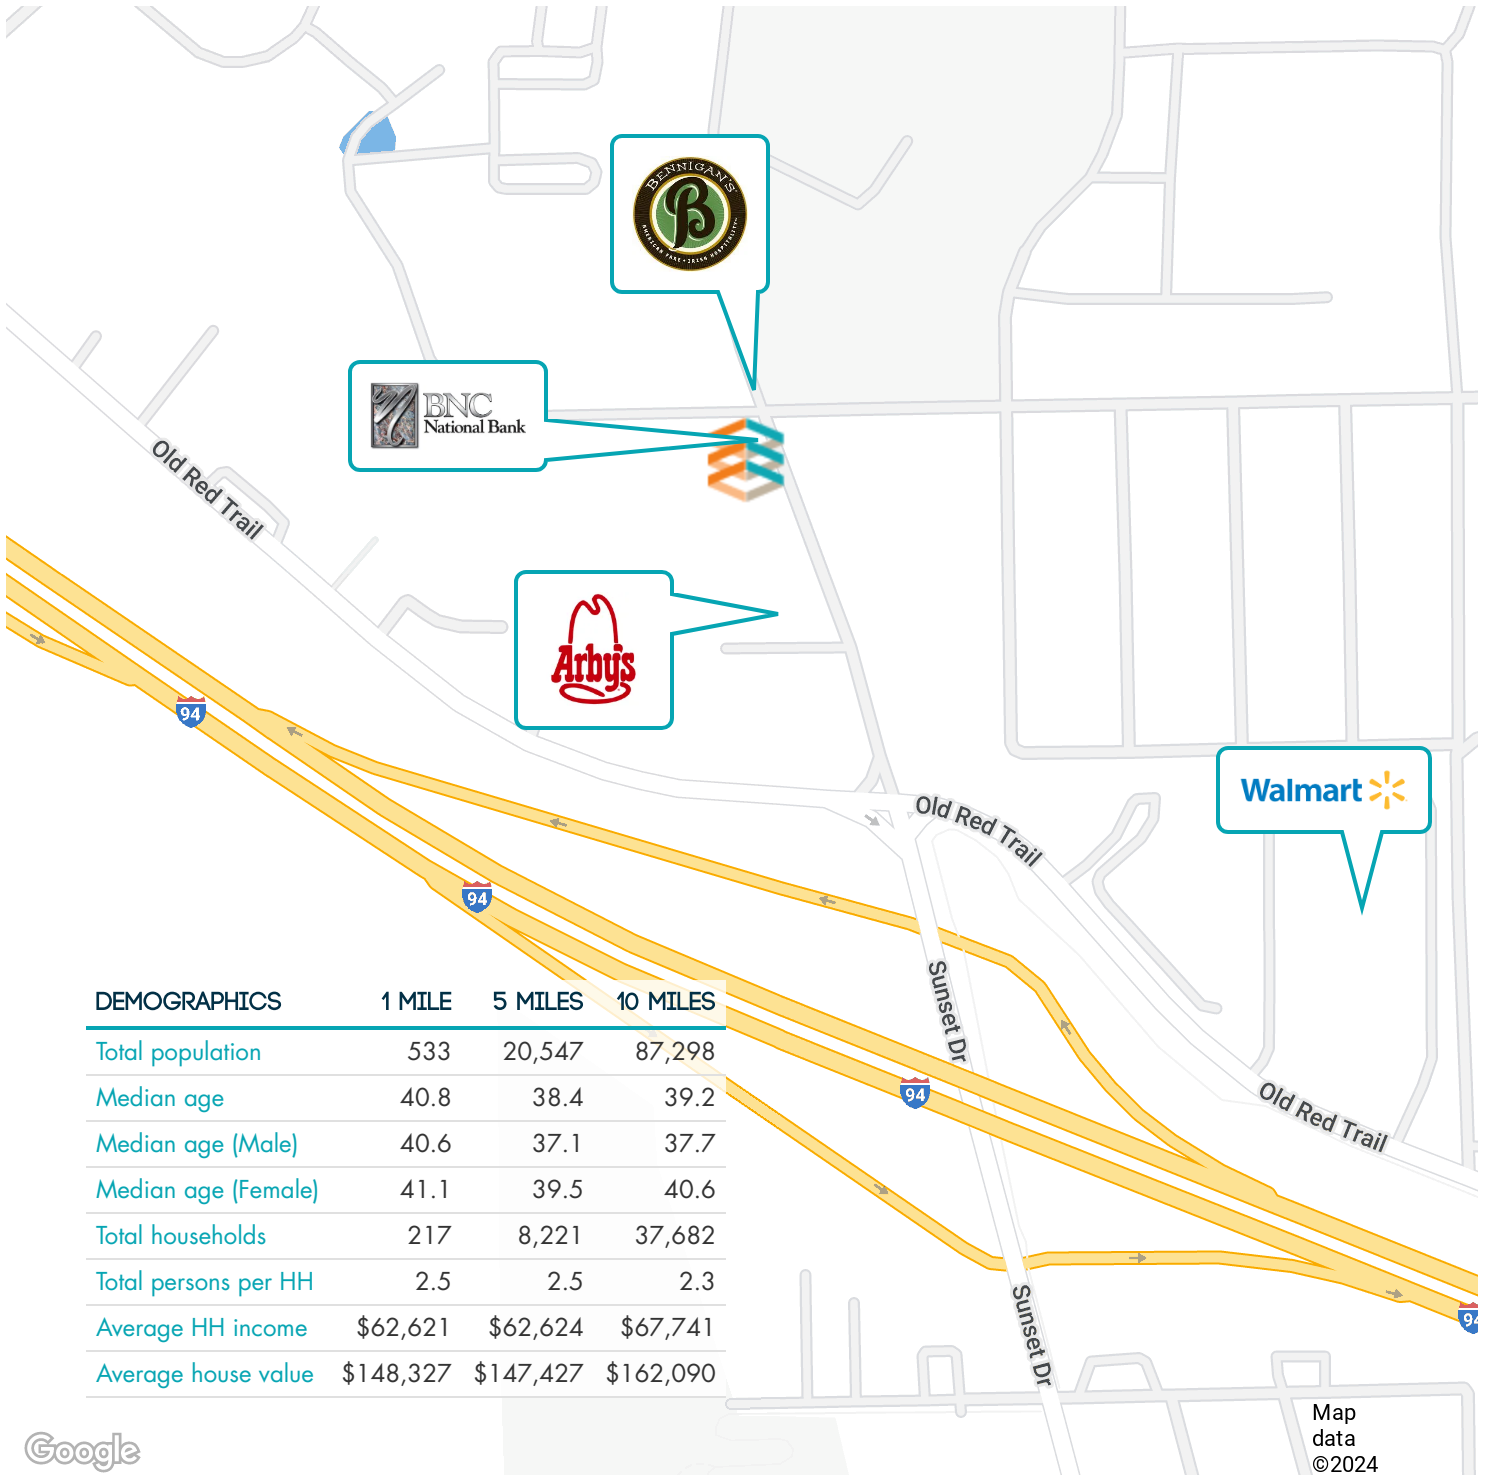 BENNIGAN'S
B
AMERICAN FARE • IRISH HOSPITALITY
BNC
National Bank
Old Red Trail
Arby's
94
Walmart
Old Red Trail
94
Sunset Dr
94
Old Red Trail
DEMOGRAPHICS 1 MILE 5 MILES 10 MILES
Total population 533 20,547 87,298
Median age 40.8 38.4 39.2
Median age (Male) 40.6 37.1 37.7
Median age (Female) 41.1 39.5 40.6
Total households 217 8,221 37,682
Total persons per HH 2.5 2.5 2.3
Average HH income $62,621 $62,624 $67,741
Average house value $148,327 $147,427 $162,090
94
Sunset Dr
Google
Map
data
©2024